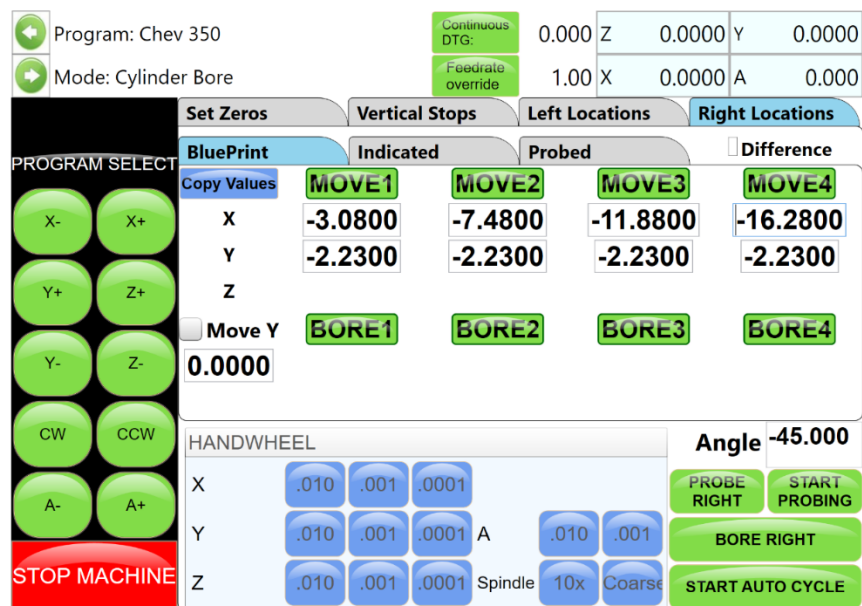 Program: Chev 350
Continuous DTG:
0.000 Z 0.0000 Y 0.0000
Mode: Cylinder Bore
Feedrate override
1.00 X 0.0000 A 0.000
Set Zeros Vertical Stops Left Locations Right Locations
BluePrint Indicated Probed Difference
PROGRAM SELECT
X- X+
Y+ Z+
Y- Z-
CW CCW
A- A+
STOP MACHINE
Copy Values MOVE1 MOVE2 MOVE3 MOVE4
X -3.0800 -7.4800 -11.8800 -16.2800
Y -2.2300 -2.2300 -2.2300 -2.2300
Z
Move Y BORE1 BORE2 BORE3 BORE4
0.0000
HANDWHEEL
X .010 .001 .0001
Y .010 .001 .0001 A .010 .001
Z .010 .001 .0001 Spindle 10x Coarse
Angle -45.000
PROBE RIGHT
START PROBING
BORE RIGHT
START AUTO CYCLE